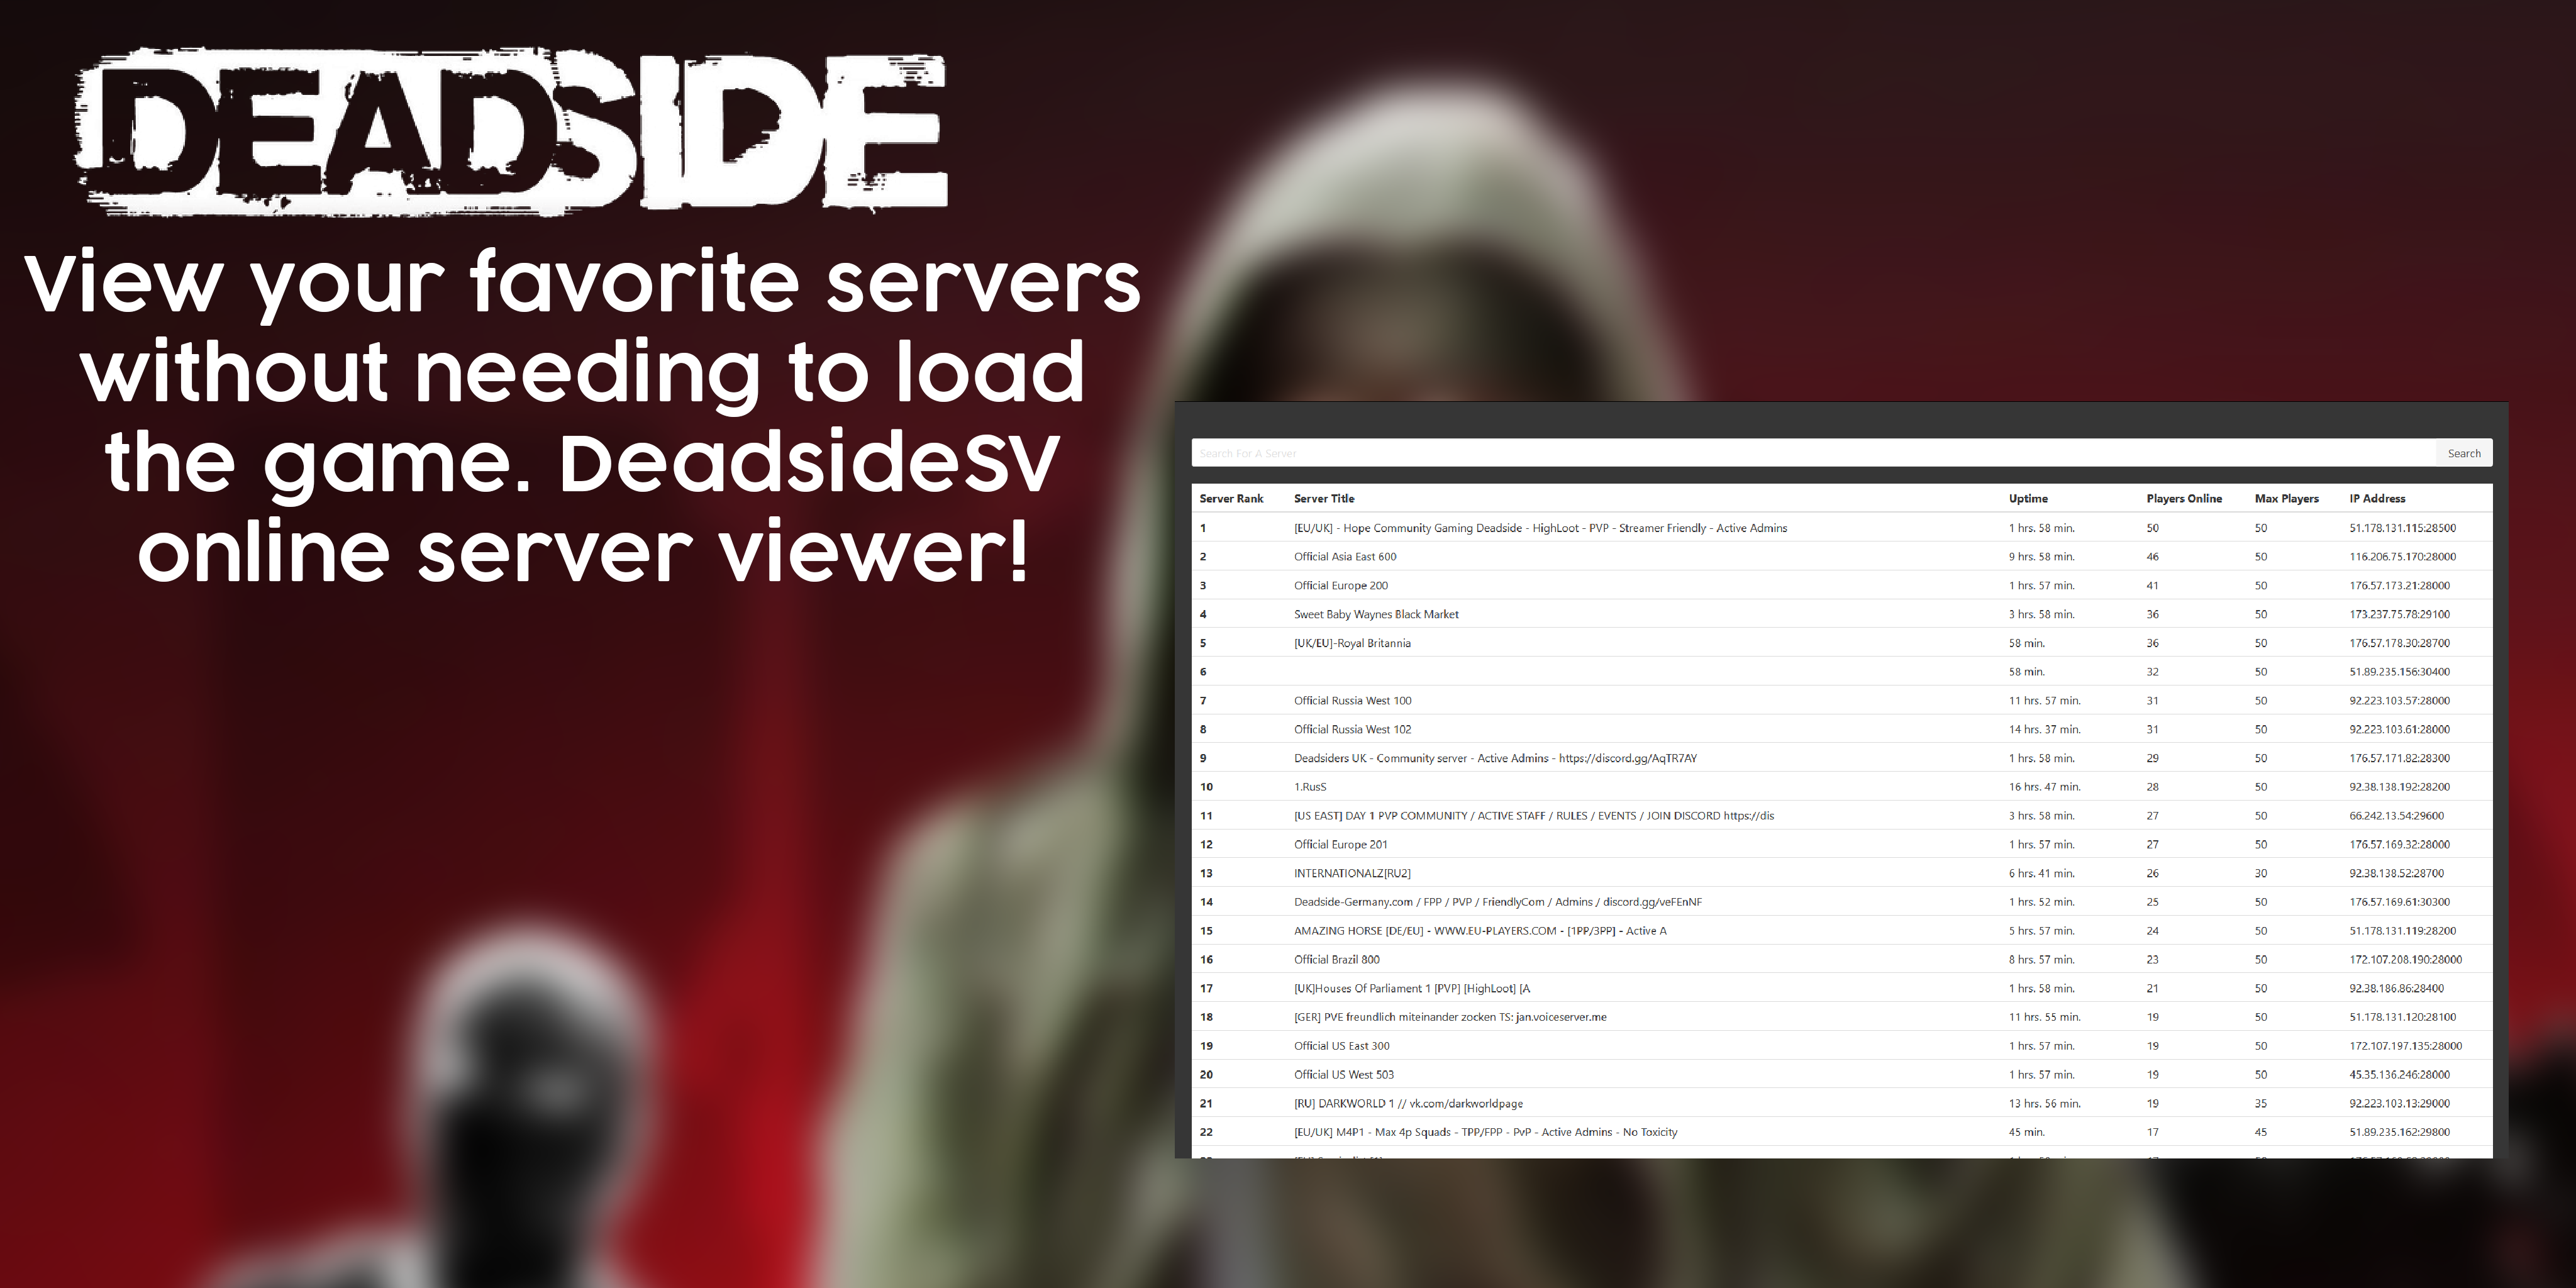 DEADSIDE
View your favorite servers
without needing to load
the game. DeadsideSV
online server viewer!
Search For A Server Search
Server Rank Server Title Uptime Players Online Max Players IP Address
1 [EU/UK] - Hope Community Gaming Deadside - HighLoot - PVP - Streamer Friendly - Active Admins 1 hrs. 58 min. 50 50 51.178.131.115:28500
2 Official Asia East 600 9 hrs. 58 min. 46 50 116.206.75.170:28000
3 Official Europe 200 1 hrs. 57 min. 41 50 176.57.173.21:28000
4 Sweet Baby Waynes Black Market 3 hrs. 58 min. 36 50 173.237.75.78:29100
5 [UK/EU]-Royal Britannia 58 min. 36 50 176.57.178.30:28700
6 58 min. 32 50 51.89.235.156:30400
7 Official Russia West 100 11 hrs. 57 min. 31 50 92.223.103.57:28000
8 Official Russia West 102 14 hrs. 37 min. 31 50 92.223.103.61:28000
9 Deadsiders UK - Community server - Active Admins - https://discord.gg/AqTR7AY 1 hrs. 58 min. 29 50 176.57.171.82:28300
10 1.RusS 16 hrs. 47 min. 28 50 92.38.138.192:28200
11 [US EAST] DAY 1 PVP COMMUNITY / ACTIVE STAFF / RULES / EVENTS / JOIN DISCORD https://dis 3 hrs. 58 min. 27 50 66.242.13.54:29600
12 Official Europe 201 1 hrs. 57 min. 27 50 176.57.169.32:28000
13 INTERNATIONALZ[RU2] 6 hrs. 41 min. 26 30 92.38.138.52:28700
14 Deadside-Germany.com / FPP / PVP / FriendlyCom / Admins / discord.gg/veFEnNF 1 hrs. 52 min. 25 50 176.57.169.61:30300
15 AMAZING HORSE [DE/EU] - WWW.EU-PLAYERS.COM - [1PP/3PP] - Active A 5 hrs. 57 min. 24 50 51.178.131.119:28200
16 Official Brazil 800 8 hrs. 57 min. 23 50 172.107.208.190:28000
17 [UK]Houses Of Parliament 1 [PVP] [HighLoot] [A 1 hrs. 58 min. 21 50 92.38.186.86:28400
18 [GER] PVE freundlich miteinander zocken TS: jan.voiceserver.me 11 hrs. 55 min. 19 50 51.178.131.120:28100
19 Official US East 300 1 hrs. 57 min. 19 50 172.107.197.135:28000
20 Official US West 503 1 hrs. 57 min. 19 50 45.35.136.246:28000
21 [RU] DARKWORLD 1 // vk.com/darkworldpage 13 hrs. 56 min. 19 35 92.223.103.13:29000
22 [EU/UK] M4P1 - Max 4p Squads - TPP/FPP - PvP - Active Admins - No Toxicity 45 min. 17 45 51.89.235.162:29800